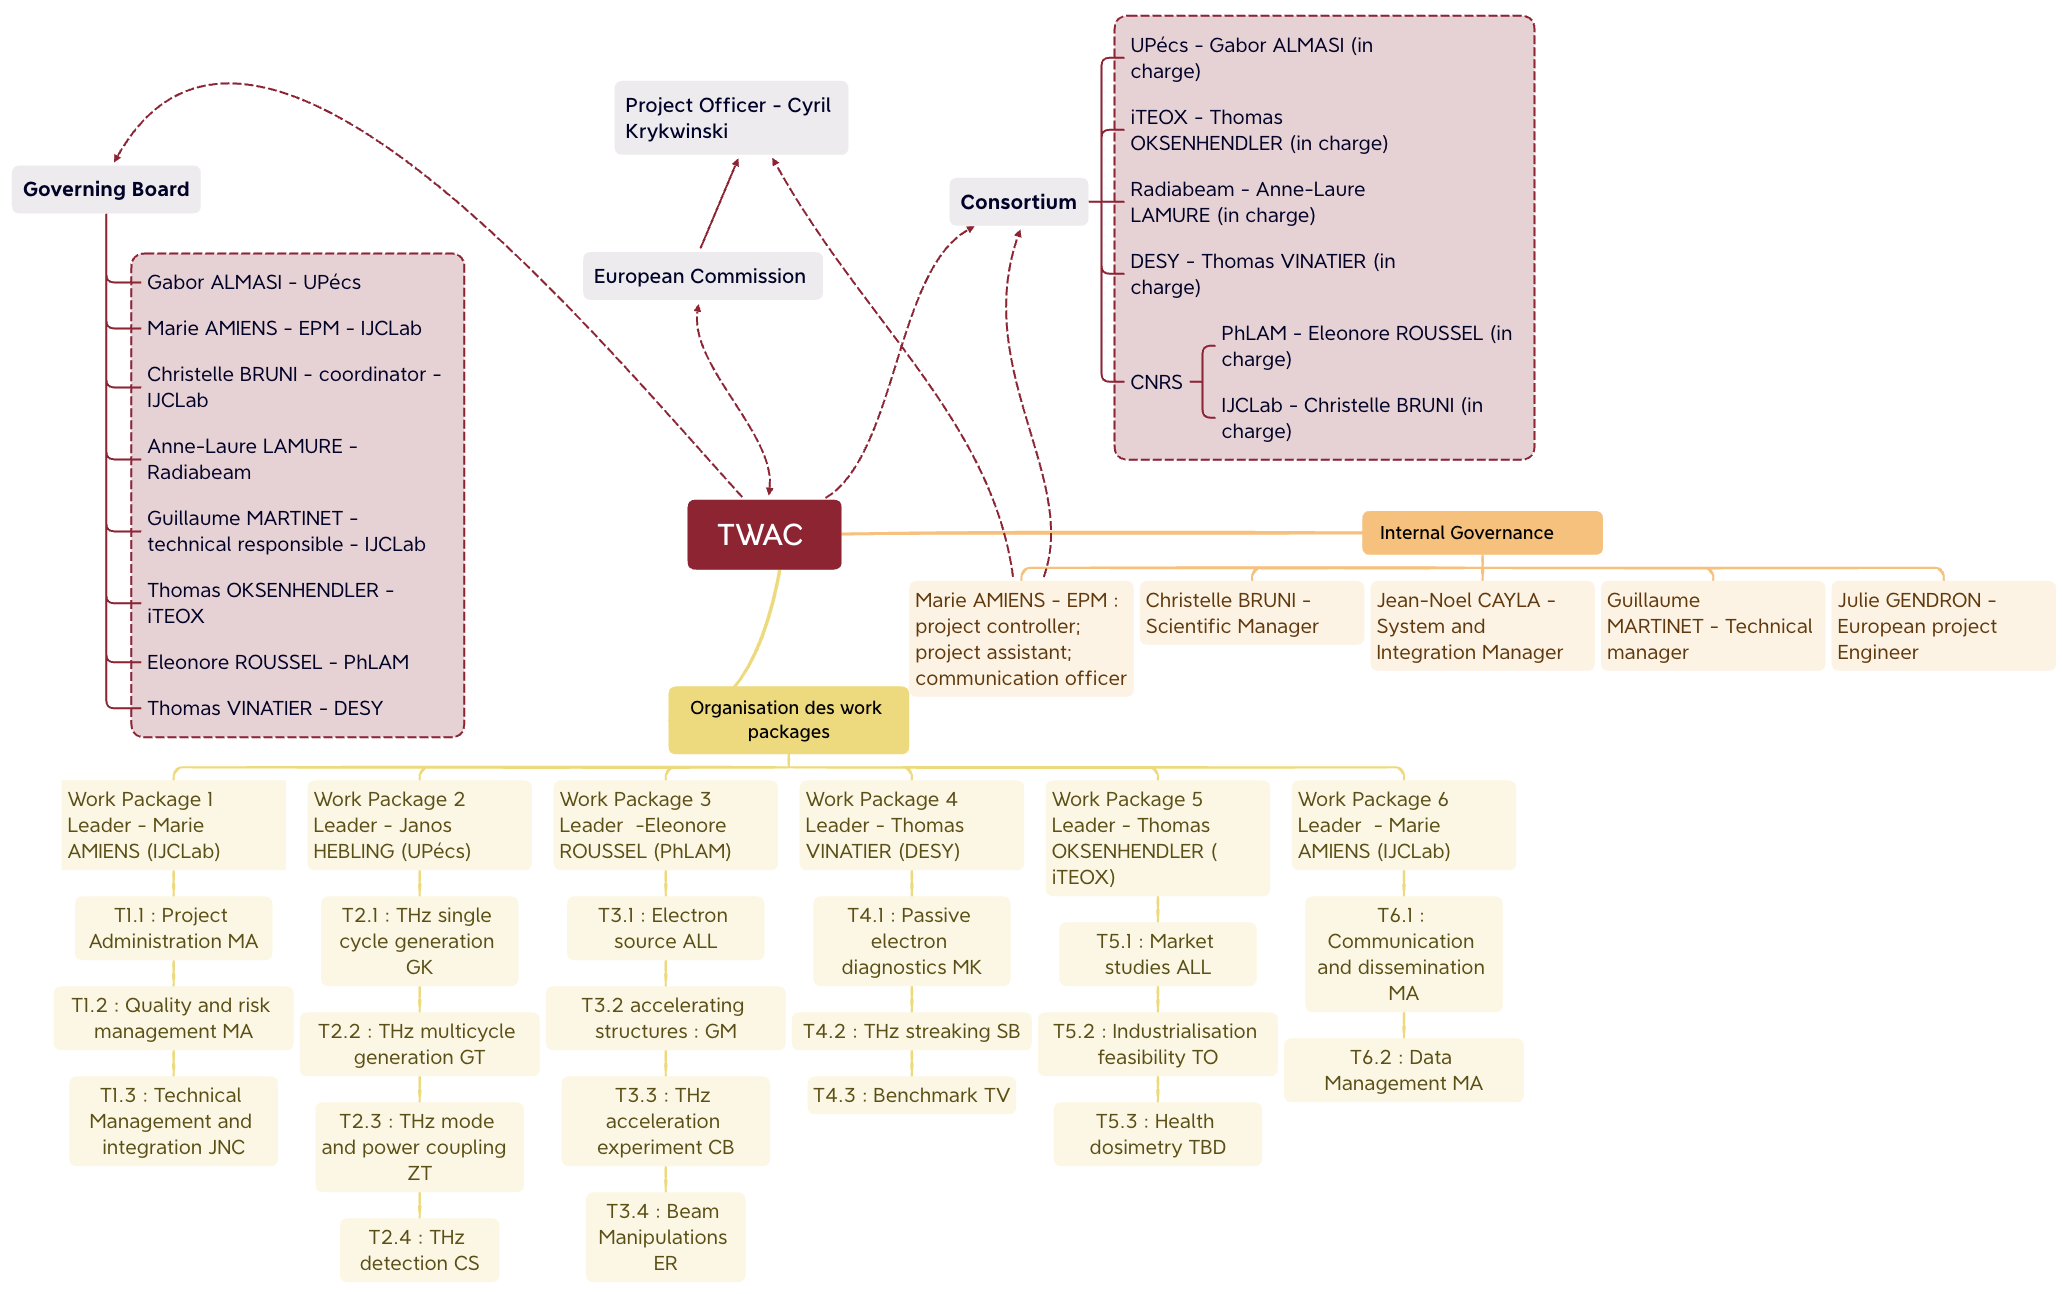 Project Officer - Cyril
Krykwinski
Governing Board
Gabor ALMASI - UPécs
Marie AMIENS - EPM - IJCLab
Christelle BRUNI - coordinator -
IJCLab
Anne-Laure LAMURE -
Radiabeam
Guillaume MARTINET -
technical responsible - IJCLab
Thomas OKSENHENDLER -
iTEOX
Eleonore ROUSSEL - PhLAM
Thomas VINATIER - DESY
European Commission
Consortium
UPécs - Gabor ALMASI (in
charge)
iTEOX - Thomas
OKSENHENDLER (in charge)
Radiabeam - Anne-Laure
LAMURE (in charge)
DESY - Thomas VINATIER (in
charge)
CNRS
PhLAM - Eleonore ROUSSEL (in
charge)
IJCLab - Christelle BRUNI (in
charge)
TWAC
Internal Governance
Marie AMIENS - EPM :
project controller;
project assistant;
communication officer
Christelle BRUNI -
Scientific Manager
Jean-Noel CAYLA -
System and
Integration Manager
Guillaume
MARTINET - Technical
manager
Julie GENDRON -
European project
Engineer
Organisation des work
packages
Work Package 1
Leader - Marie
AMIENS (IJCLab)
T1.1 : Project
Administration MA
T1.2 : Quality and risk
management MA
T1.3 : Technical
Management and
integration JNC
Work Package 2
Leader - Janos
HEBLING (UPécs)
T2.1 : THz single
cycle generation
GK
T2.2 : THz multicycle
generation GT
T2.3 : THz mode
and power coupling
ZT
T2.4 : THz
detection CS
Work Package 3
Leader  -Eleonore
ROUSSEL (PhLAM)
T3.1 : Electron
source ALL
T3.2 accelerating
structures : GM
T3.3 : THz
acceleration
experiment CB
T3.4 : Beam
Manipulations
ER
Work Package 4
Leader - Thomas
VINATIER (DESY)
T4.1 : Passive
electron
diagnostics MK
T4.2 : THz streaking SB
T4.3 : Benchmark TV
Work Package 5
Leader - Thomas
OKSENHENDLER (
iTEOX)
T5.1 : Market
studies ALL
T5.2 : Industrialisation
feasibility TO
T5.3 : Health
dosimetry TBD
Work Package 6
Leader  - Marie
AMIENS (IJCLab)
T6.1 :
Communication
and dissemination
MA
T6.2 : Data
Management MA